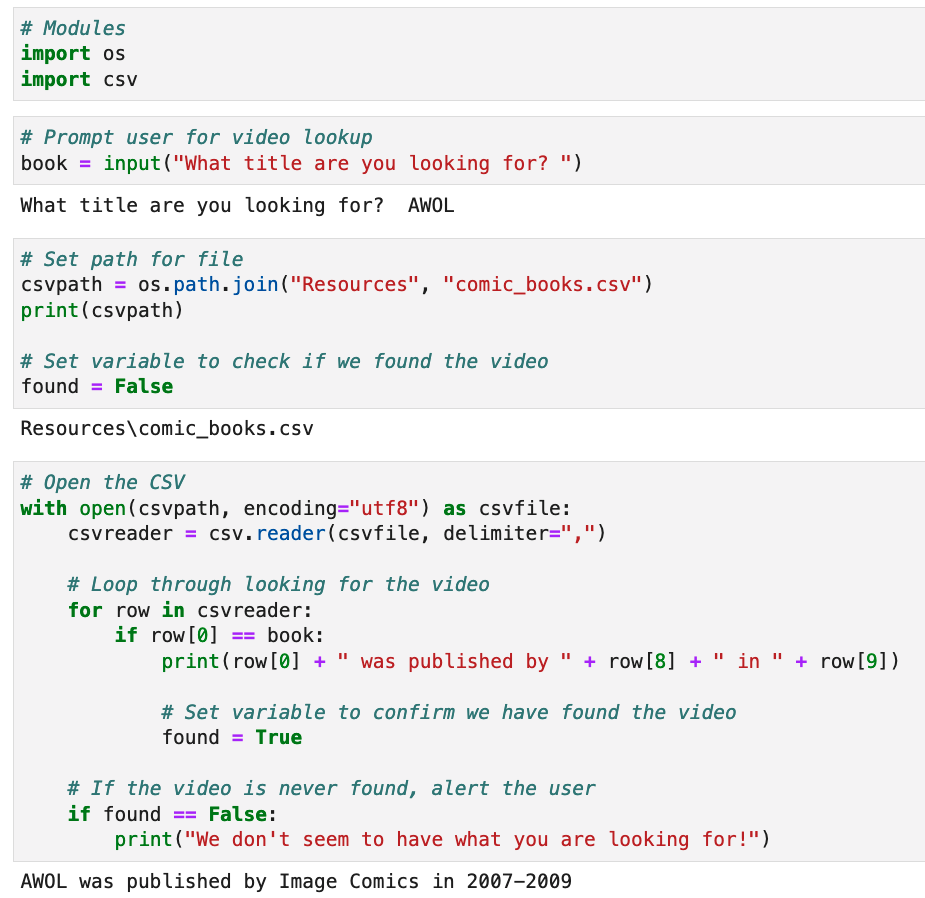 # Modules
import os
import csv
# Prompt user for video lookup
book = input("What title are you looking for? ")
What title are you looking for?  AWOL
# Set path for file
csvpath = os.path.join("Resources", "comic_books.csv")
print(csvpath)
# Set variable to check if we found the video
found = False
Resources\comic_books.csv
# Open the CSV
with open(csvpath, encoding="utf8") as csvfile:
    csvreader = csv.reader(csvfile, delimiter=",")
    # Loop through looking for the video
    for row in csvreader:
        if row[0] == book:
            print(row[0] + " was published by " + row[8] + " in " + row[9])
            # Set variable to confirm we have found the video
            found = True
    # If the video is never found, alert the user
    if found == False:
        print("We don't seem to have what you are looking for!")
AWOL was published by Image Comics in 2007–2009